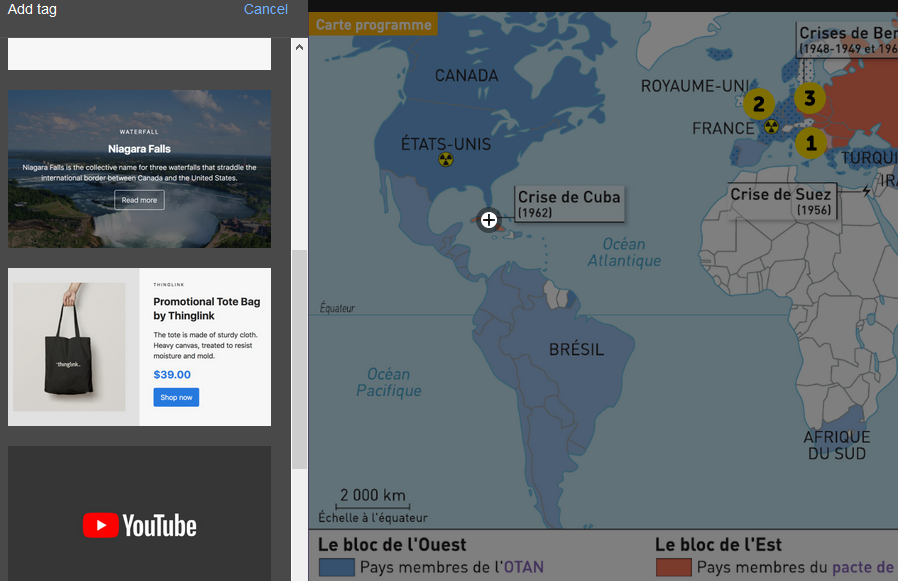 Add tag
Cancel
WATERFALL
Niagara Falls
Niagara Falls is the collective name for three waterfalls that straddle the
international border between Canada and the United States.
Read more
THINGLINK
Promotional Tote Bag
by Thinglink
The tote is made of sturdy cloth.
Heavy canvas, treated to resist
moisture and mold.
$39.00
Shop now
thinglink..
YouTube
Carte programme
Crises de Ber
(1948-1949 et 196
CANADA
ROYAUME-UNI
2
3
FRANCE
1
ÉTATS-UNIS
TURQUI
IRA
Crise de Cuba
(1962)
Crise de Suez
(1956)
Océan
Atlantique
Équateur
BRÉSIL
Océan
Pacifique
AFRIQUE
DU SUD
2 000 km
Échelle à l'équateur
Le bloc de l'Ouest
Pays membres de l'OTAN
Le bloc de l'Est
Pays membres du pacte de